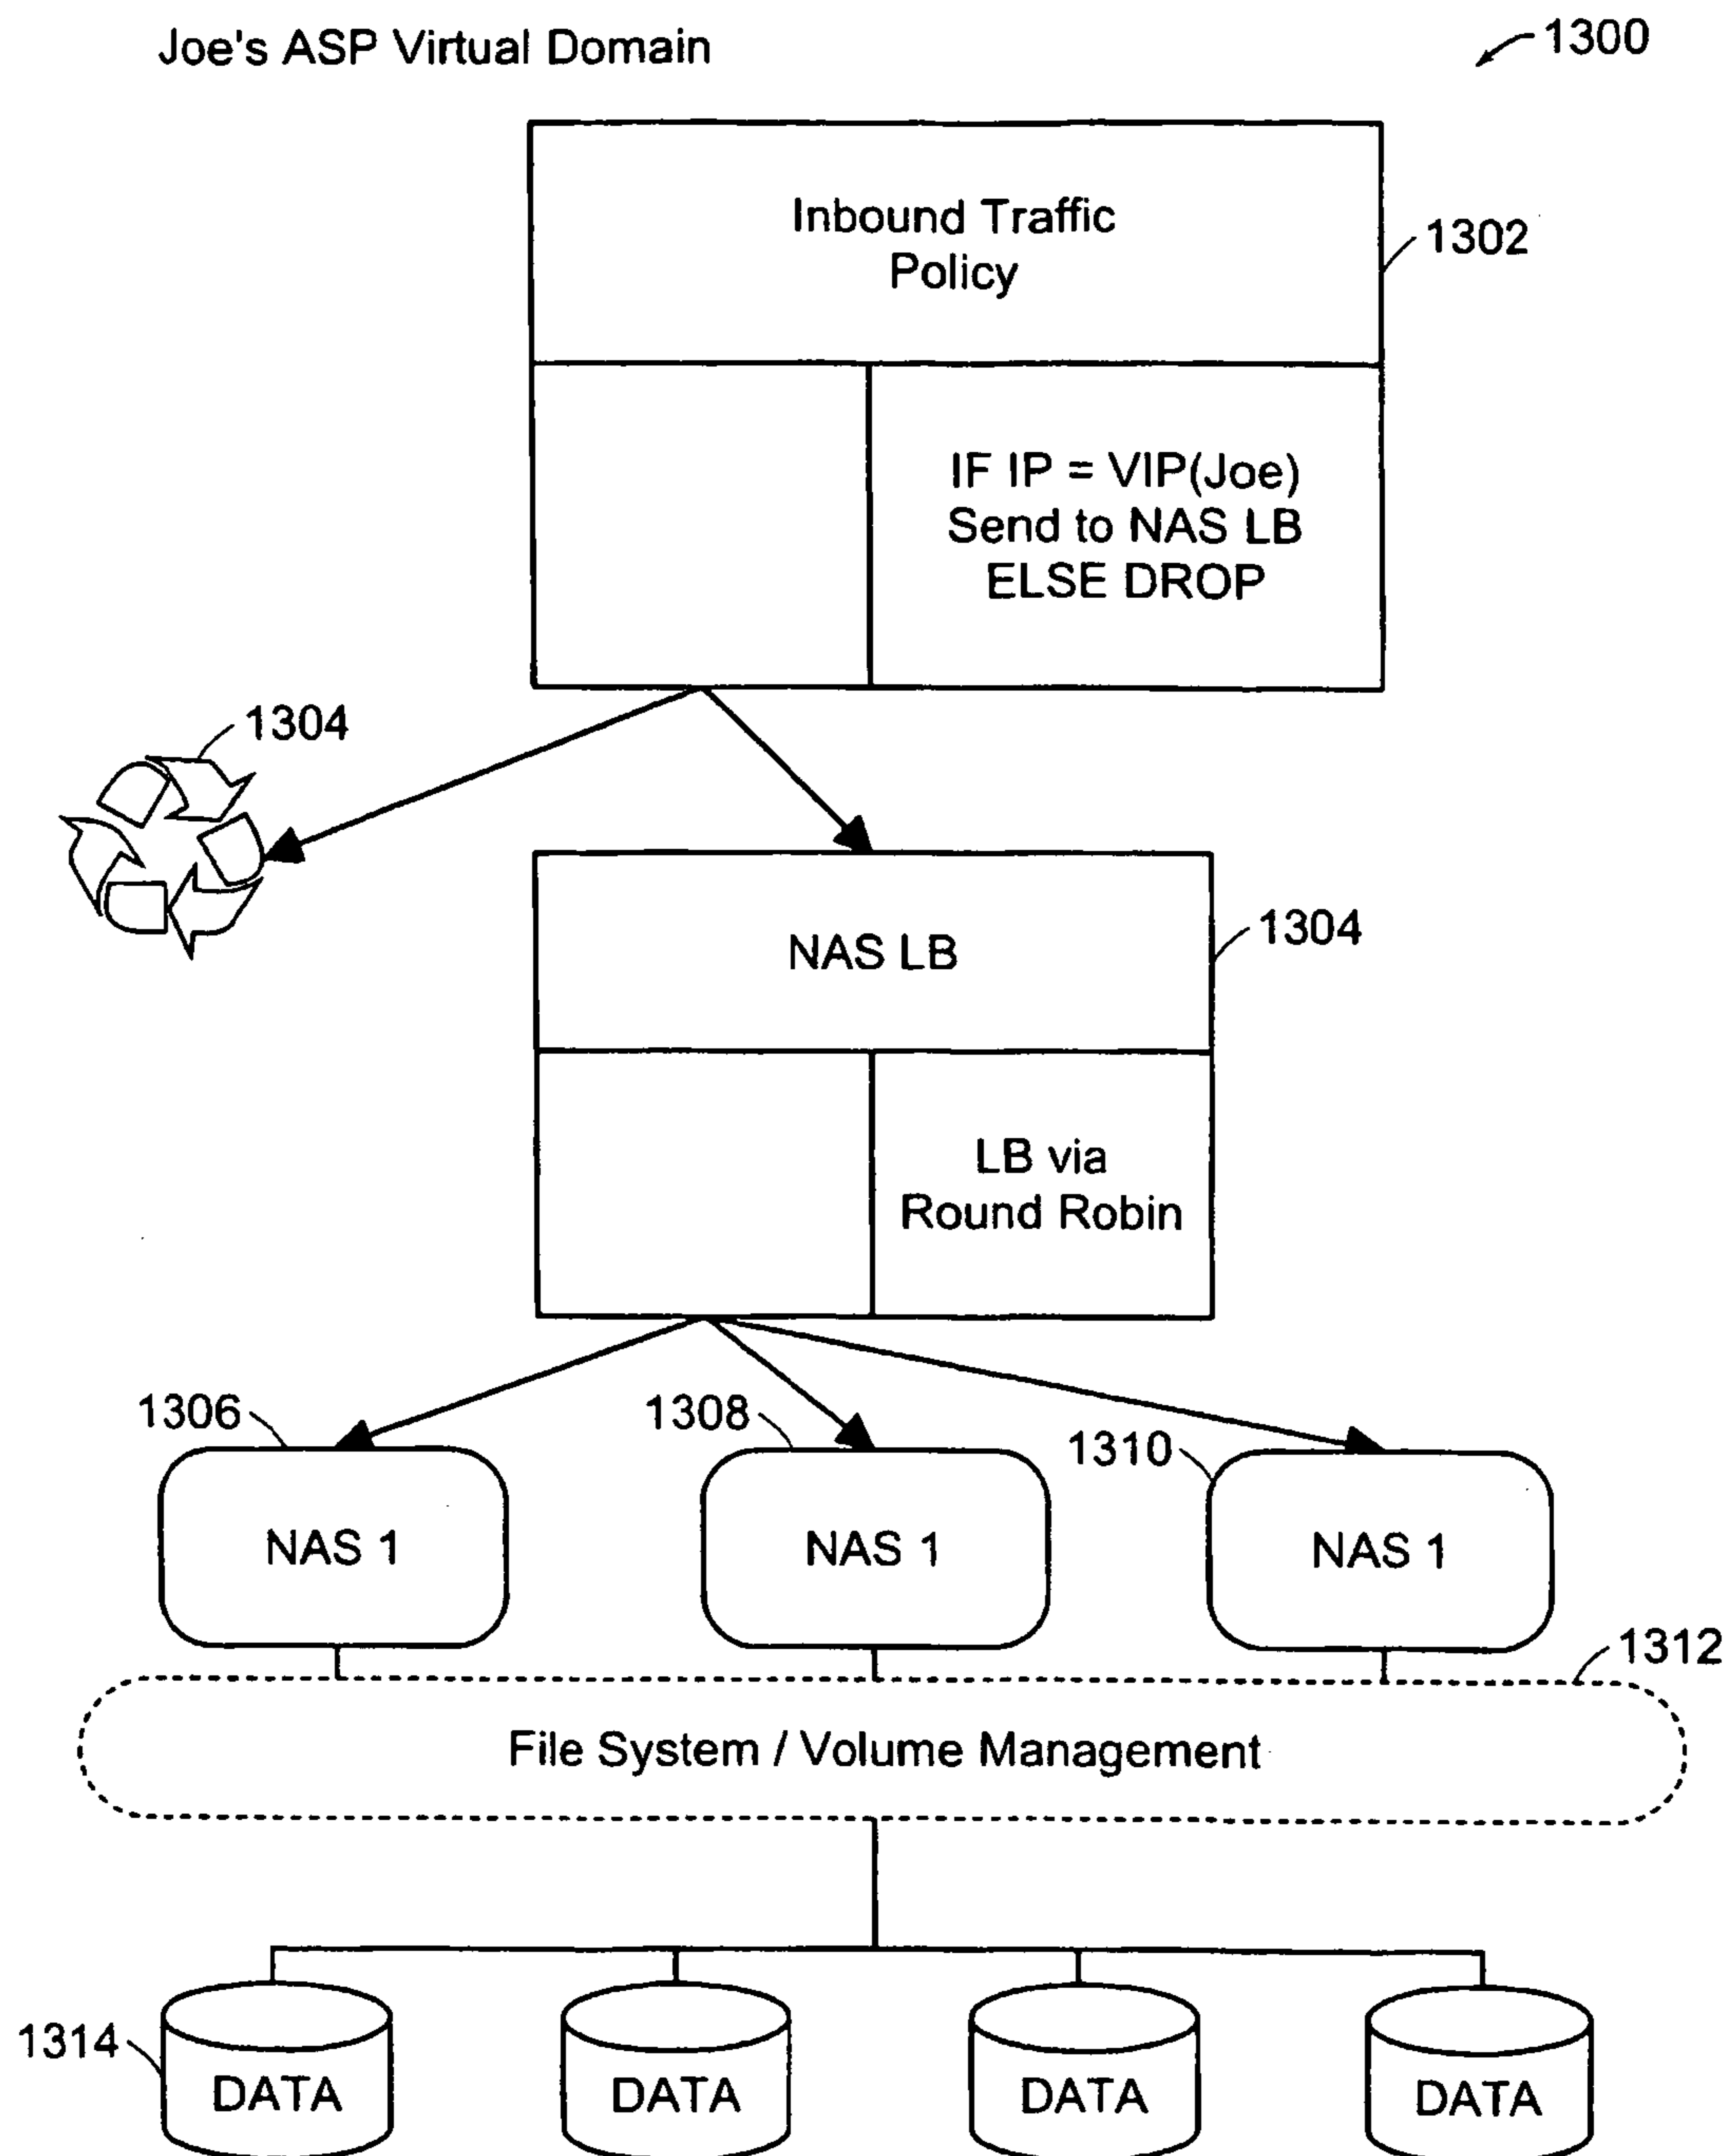 Joe's ASP Virtual Domain
1300
Inbound Traffic
Policy
1302
IF IP = VIP(Joe)
Send to NAS LB
ELSE DROP
1304
NAS LB
1304
LB via
Round Robin
1306
1308
1310
NAS 1
NAS 1
NAS 1
1312
File System / Volume Management
1314
DATA
DATA
DATA
DATA